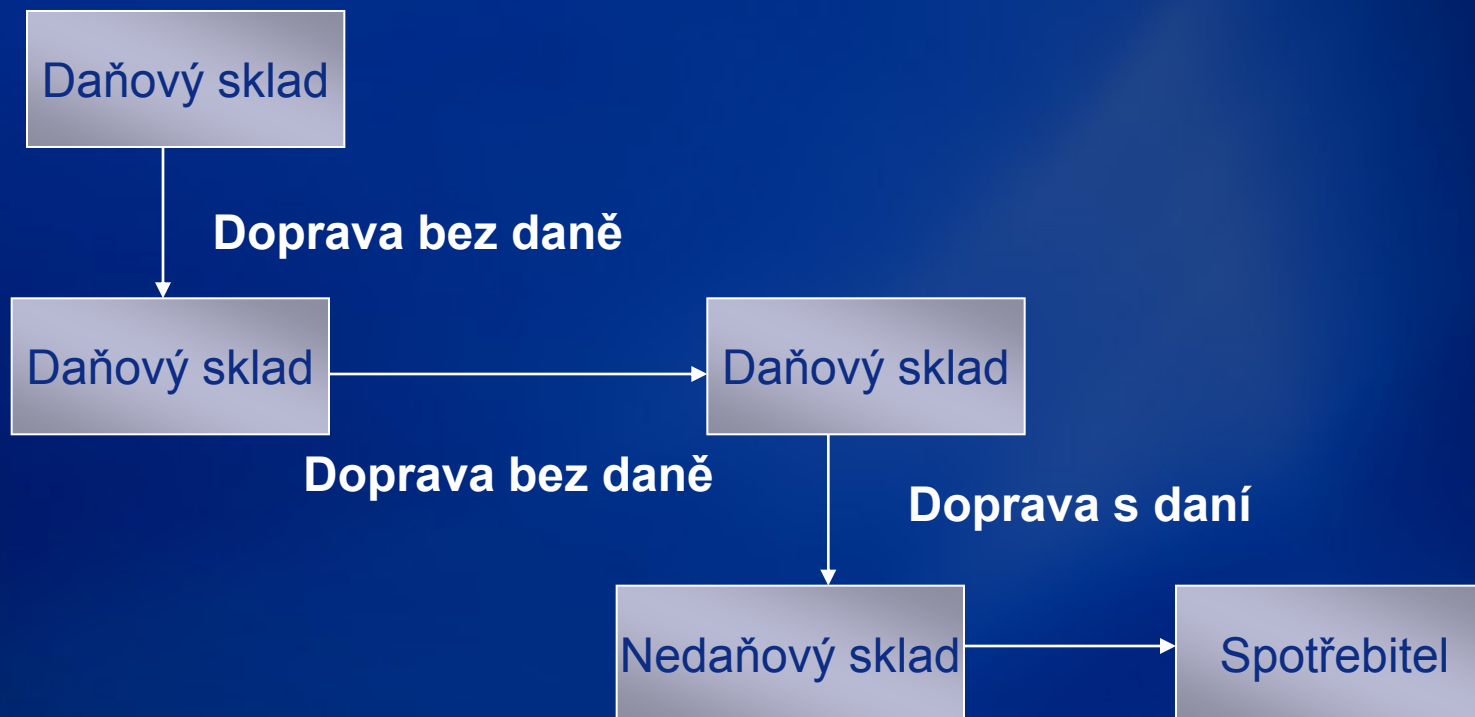 Daňový sklad
Doprava bez daně
Daňový sklad
Daňový sklad
Doprava bez daně
Doprava s daní
Nedaňový sklad
Spotřebitel